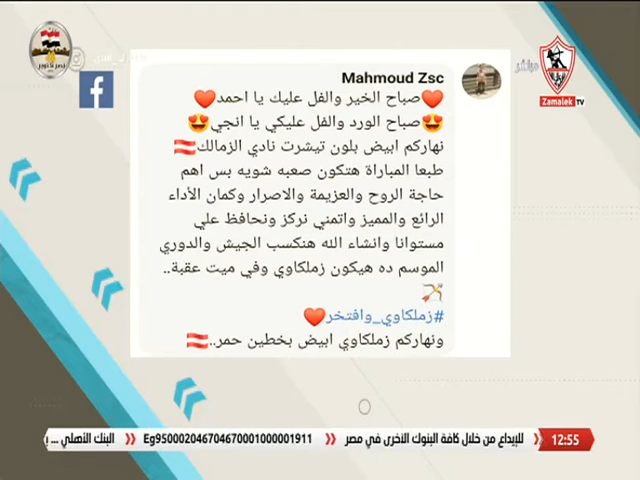 مباشر
Zamalek TV
Mahmoud Zsc
❤️صباح الخير والفل عليك يا احمد❤️
😍صباح الورد والفل عليكي يا انجي😍
نهاركم ابيض بلون تيشرت نادي الزمالك🇦🇹
طبعا المباراة هتكون صعبه شويه بس اهم
حاجة الروح والعزيمة والاصرار وكمان الأداء
الرائع والمميز واتمني نركز ونحافظ علي
مستوانا وانشاء الله هنكسب الجيش والدوري
الموسم ده هيكون زملكاوي وفي ميت عقبة..
🏹
#زملكاوي_وافتخر❤️
ونهاركم زملكاوي ابيض بخطين حمر..🇦🇹
12:55
للإيداع من خلال كافة البنوك الأخرى في مصر » Eg950002046704670001000001911 » البنك الأهلي ...